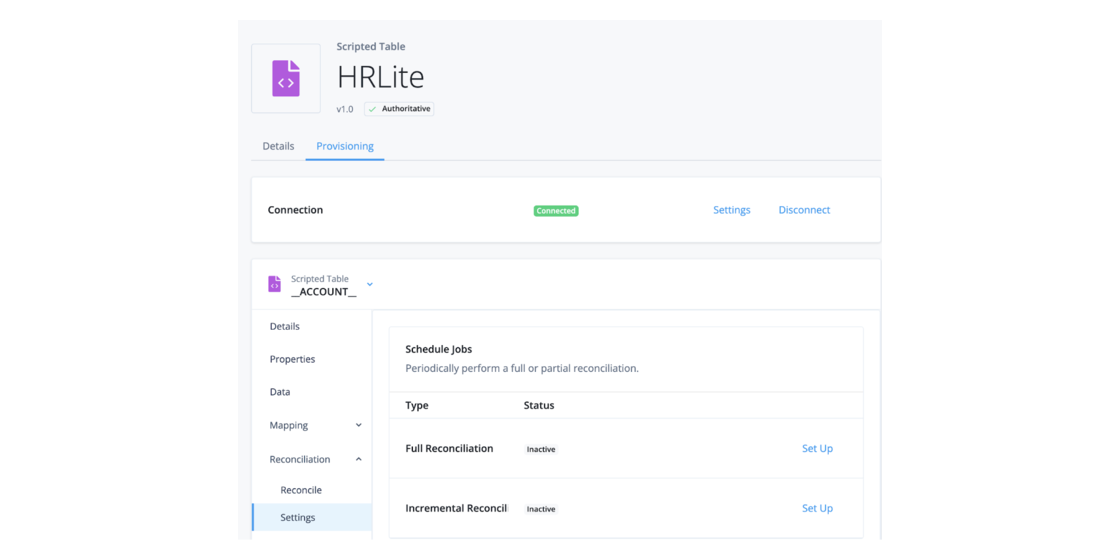 Scripted Table
HRLite
v1.0 Authoritative
Details Provisioning
Connection Connected Settings Disconnect
Scripted Table
__ACCOUNT__
Details
Properties
Data
Mapping
Reconciliation
Reconcile
Settings
Schedule Jobs
Periodically perform a full or partial reconciliation.
Type Status
Full Reconciliation Inactive Set Up
Incremental Reconcil Inactive Set Up